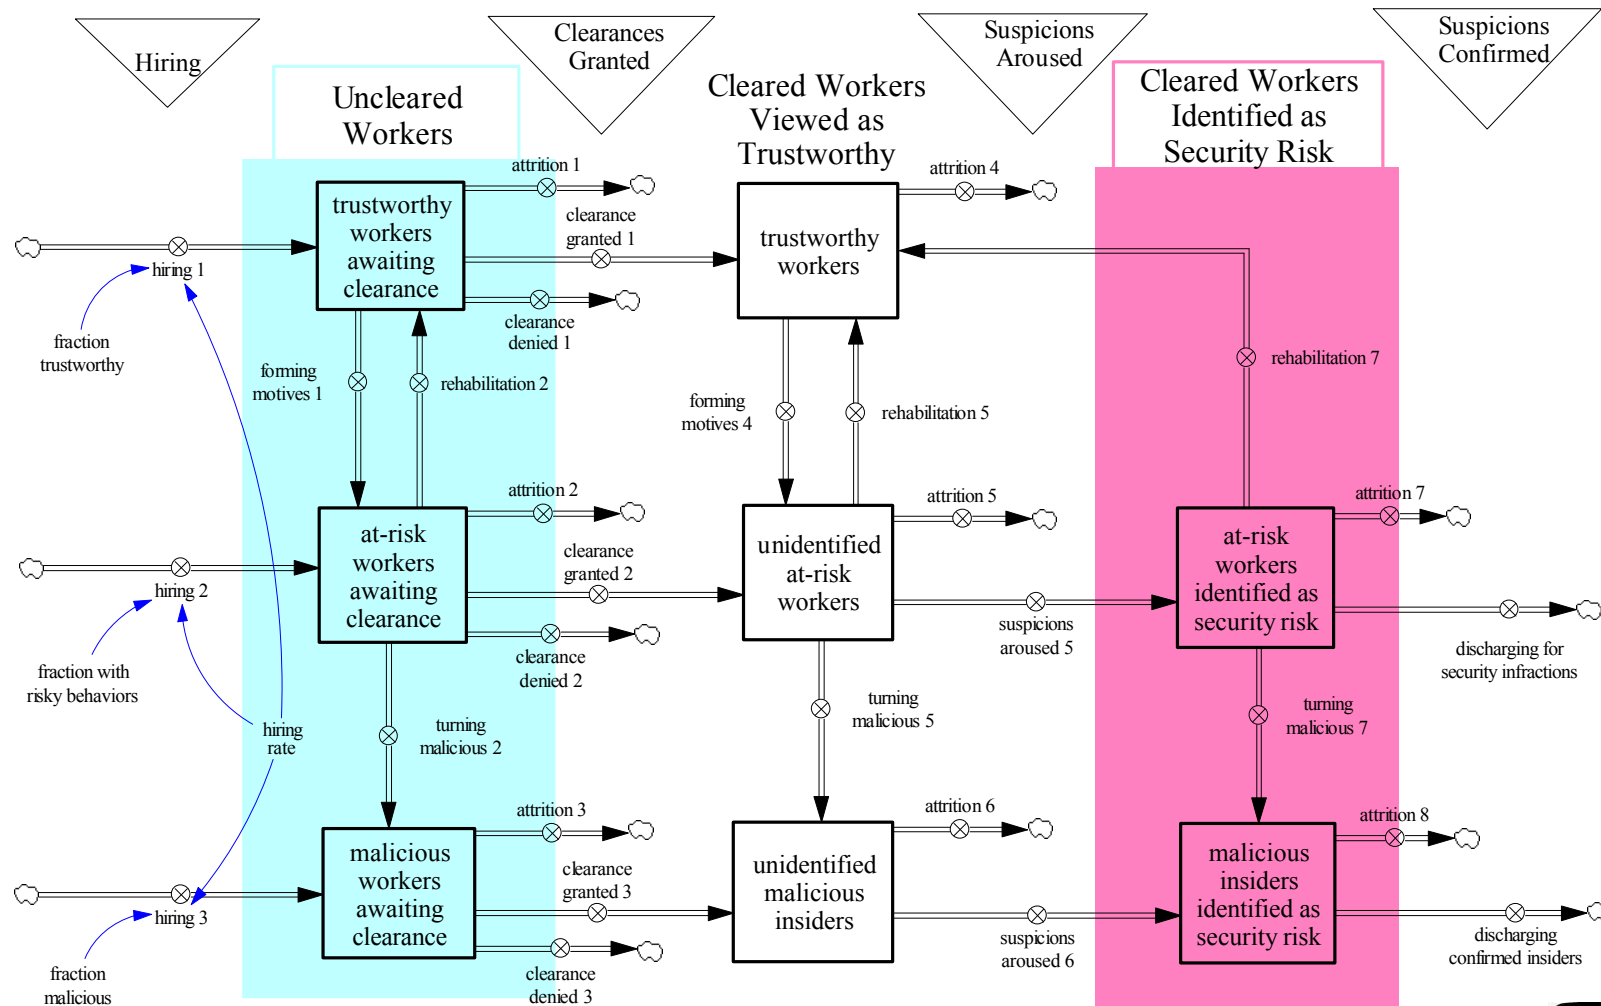 Hiring
Clearances
Granted
Suspicions
Aroused
Suspicions
Confirmed
Uncleared
Workers
Cleared Workers
Viewed as
Trustworthy
Cleared Workers
Identified as
Security Risk
attrition 1
trustworthy
workers
awaiting
clearance
clearance
granted 1
clearance
denied 1
attrition 4
trustworthy
workers
hiring 1
fraction
trustworthy
forming
motives 1
rehabilitation 2
forming
motives 4
rehabilitation 5
rehabilitation 7
attrition 2
at-risk
workers
awaiting
clearance
clearance
granted 2
clearance
denied 2
attrition 5
unidentified
at-risk
workers
suspicions
aroused 5
attrition 7
at-risk
workers
identified as
security risk
discharging for
security infractions
hiring 2
fraction with
risky behaviors
hiring
rate
turning
malicious 2
turning
malicious 5
turning
malicious 7
attrition 3
malicious
workers
awaiting
clearance
clearance
granted 3
clearance
denied 3
attrition 6
unidentified
malicious
insiders
suspicions
aroused 6
attrition 8
malicious
insiders
identified as
security risk
discharging
confirmed insiders
hiring 3
fraction
malicious